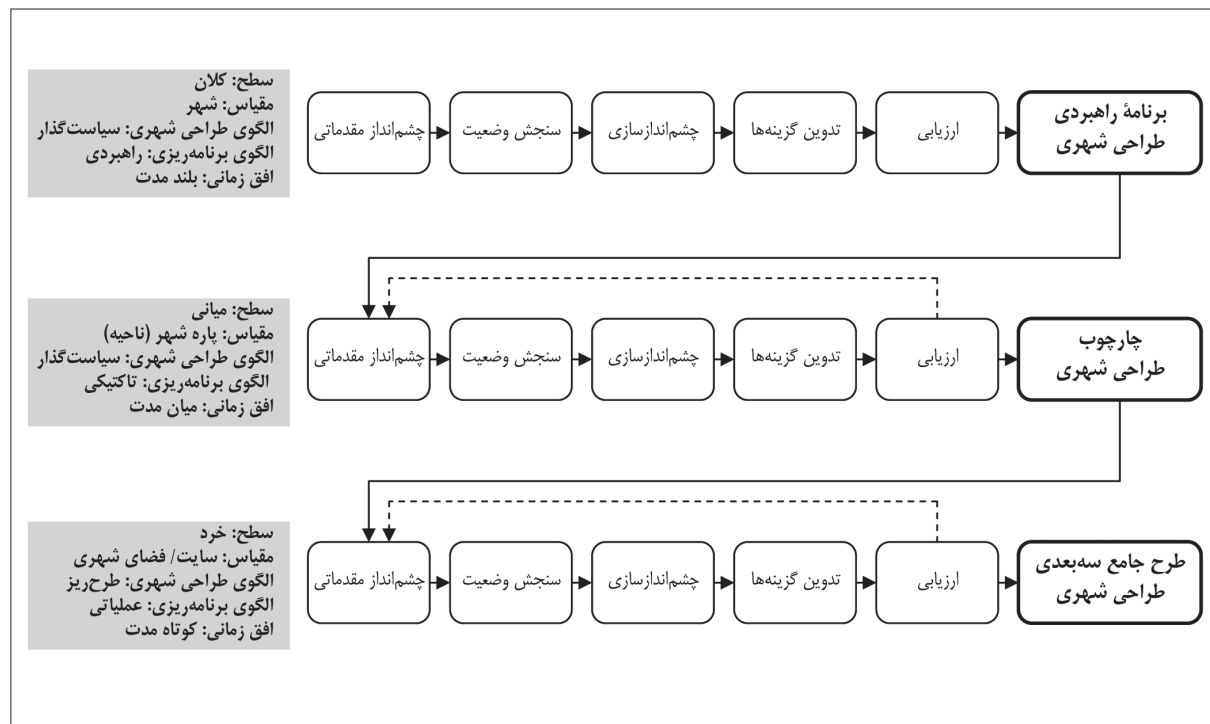 سطح: کلان
مقیاس: شهر
الگوی طراحی شهری: سیاست‌گذار
الگوی برنامه‌ریزی: راهبردی
افق زمانی: بلند مدت
چشم‌انداز مقدماتی
سنجش وضعیت
چشم‌اندازسازی
تدوین گزینه‌ها
ارزیابی
برنامهٔ راهبردی
طراحی شهری
سطح: میانی
مقیاس: پاره شهر (ناحیه)
الگوی طراحی شهری: سیاست‌گذار
الگوی برنامه‌ریزی: تاکتیکی
افق زمانی: میان مدت
چشم‌انداز مقدماتی
سنجش وضعیت
چشم‌اندازسازی
تدوین گزینه‌ها
ارزیابی
چارچوب
طراحی شهری
سطح: خرد
مقیاس: سایت/ فضای شهری
الگوی طراحی شهری: طرح‌ریز
الگوی برنامه‌ریزی: عملیاتی
افق زمانی: کوتاه مدت
چشم‌انداز مقدماتی
سنجش وضعیت
چشم‌اندازسازی
تدوین گزینه‌ها
ارزیابی
طرح جامع سه‌بعدی
طراحی شهری